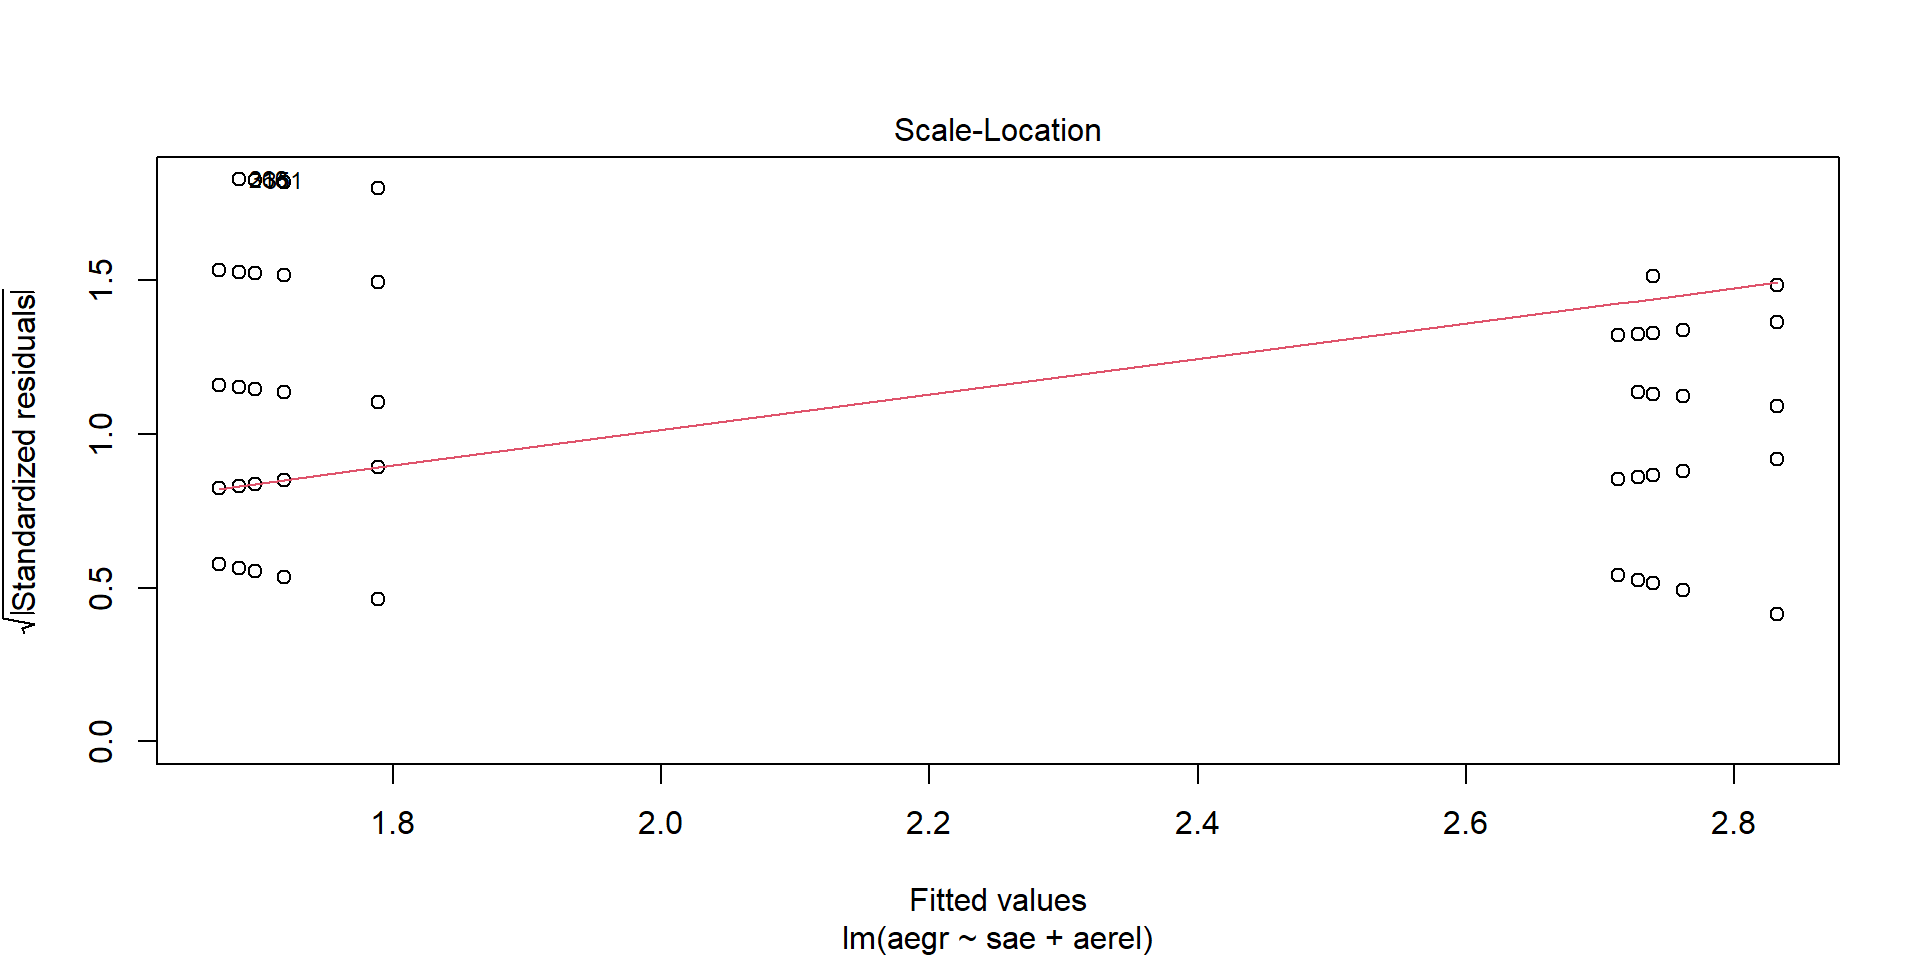 Scale-Location
√|Standardized residuals|
1.5
1.0
0.5
0.0
1.8 2.0 2.2 2.4 2.6 2.8
Fitted values
lm(aegr ~ sae + aerel)